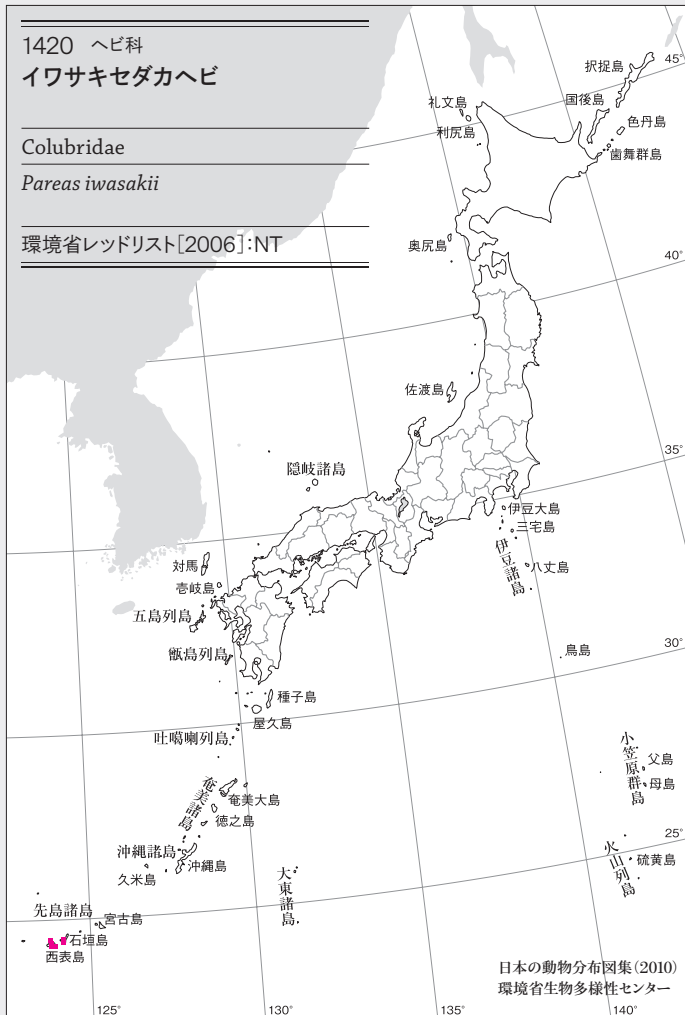 1420 ヘビ科
イワサキセダカヘビ
Colubridae
Pareas iwasakii
環境省レッドリスト[2006]:NT
45°
択捉島
礼文島
国後島
利尻島
色丹島
歯舞群島
奥尻島
40°
佐渡島
35°
隠岐諸島
伊豆大島
三宅島
伊豆諸島
対馬
八丈島
壱岐島
五島列島
甑島列島
鳥島
30°
種子島
屋久島
吐噶喇列島
小笠原群島
父島
母島
奄美諸島
奄美大島
徳之島
25°
沖縄諸島
沖縄島
火山列島
硫黄島
久米島
大東諸島
先島諸島
宮古島
石垣島
西表島
日本の動物分布図集(2010)
環境省生物多様性センター
125°
130°
135°
140°